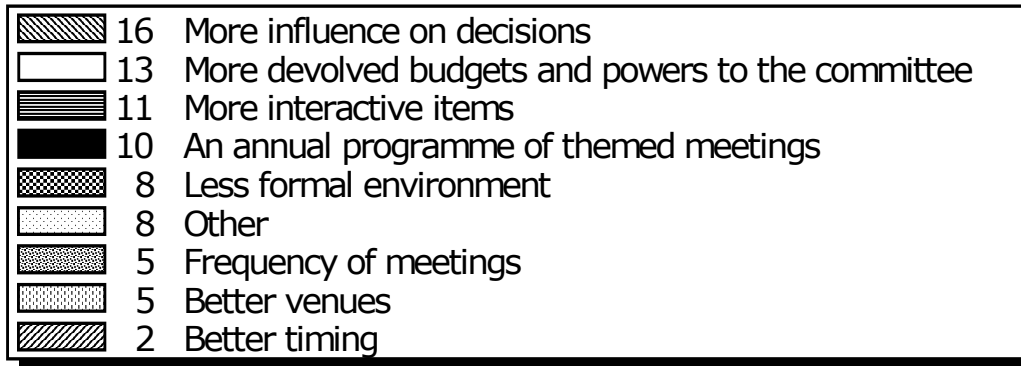 16 More influence on decisions
13 More devolved budgets and powers to the committee
11 More interactive items
10 An annual programme of themed meetings
8 Less formal environment
8 Other
5 Frequency of meetings
5 Better venues
2 Better timing